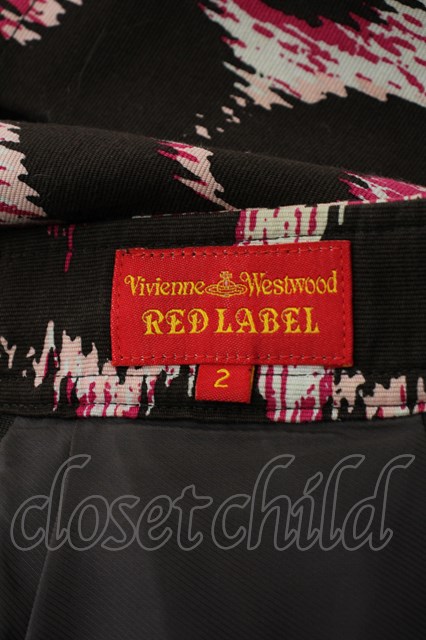 Vivienne Westwood
RED LABEL
2
closet child